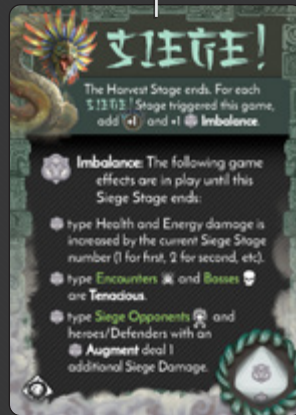 SIEGE!
The Harvest Stage ends. For each
SIEGE! Stage triggered this game,
add +1 and +1 Imbalance.
Imbalance: The following game
effects are in play until this
Siege Stage ends:
type Health and Energy damage is
increased by the current Siege Stage
number (1 for first, 2 for second, etc).
type Encounters and Bosses
are Tenacious.
type Siege Opponents and
heroes/Defenders with an
Augment deal 1
additional Siege Damage.